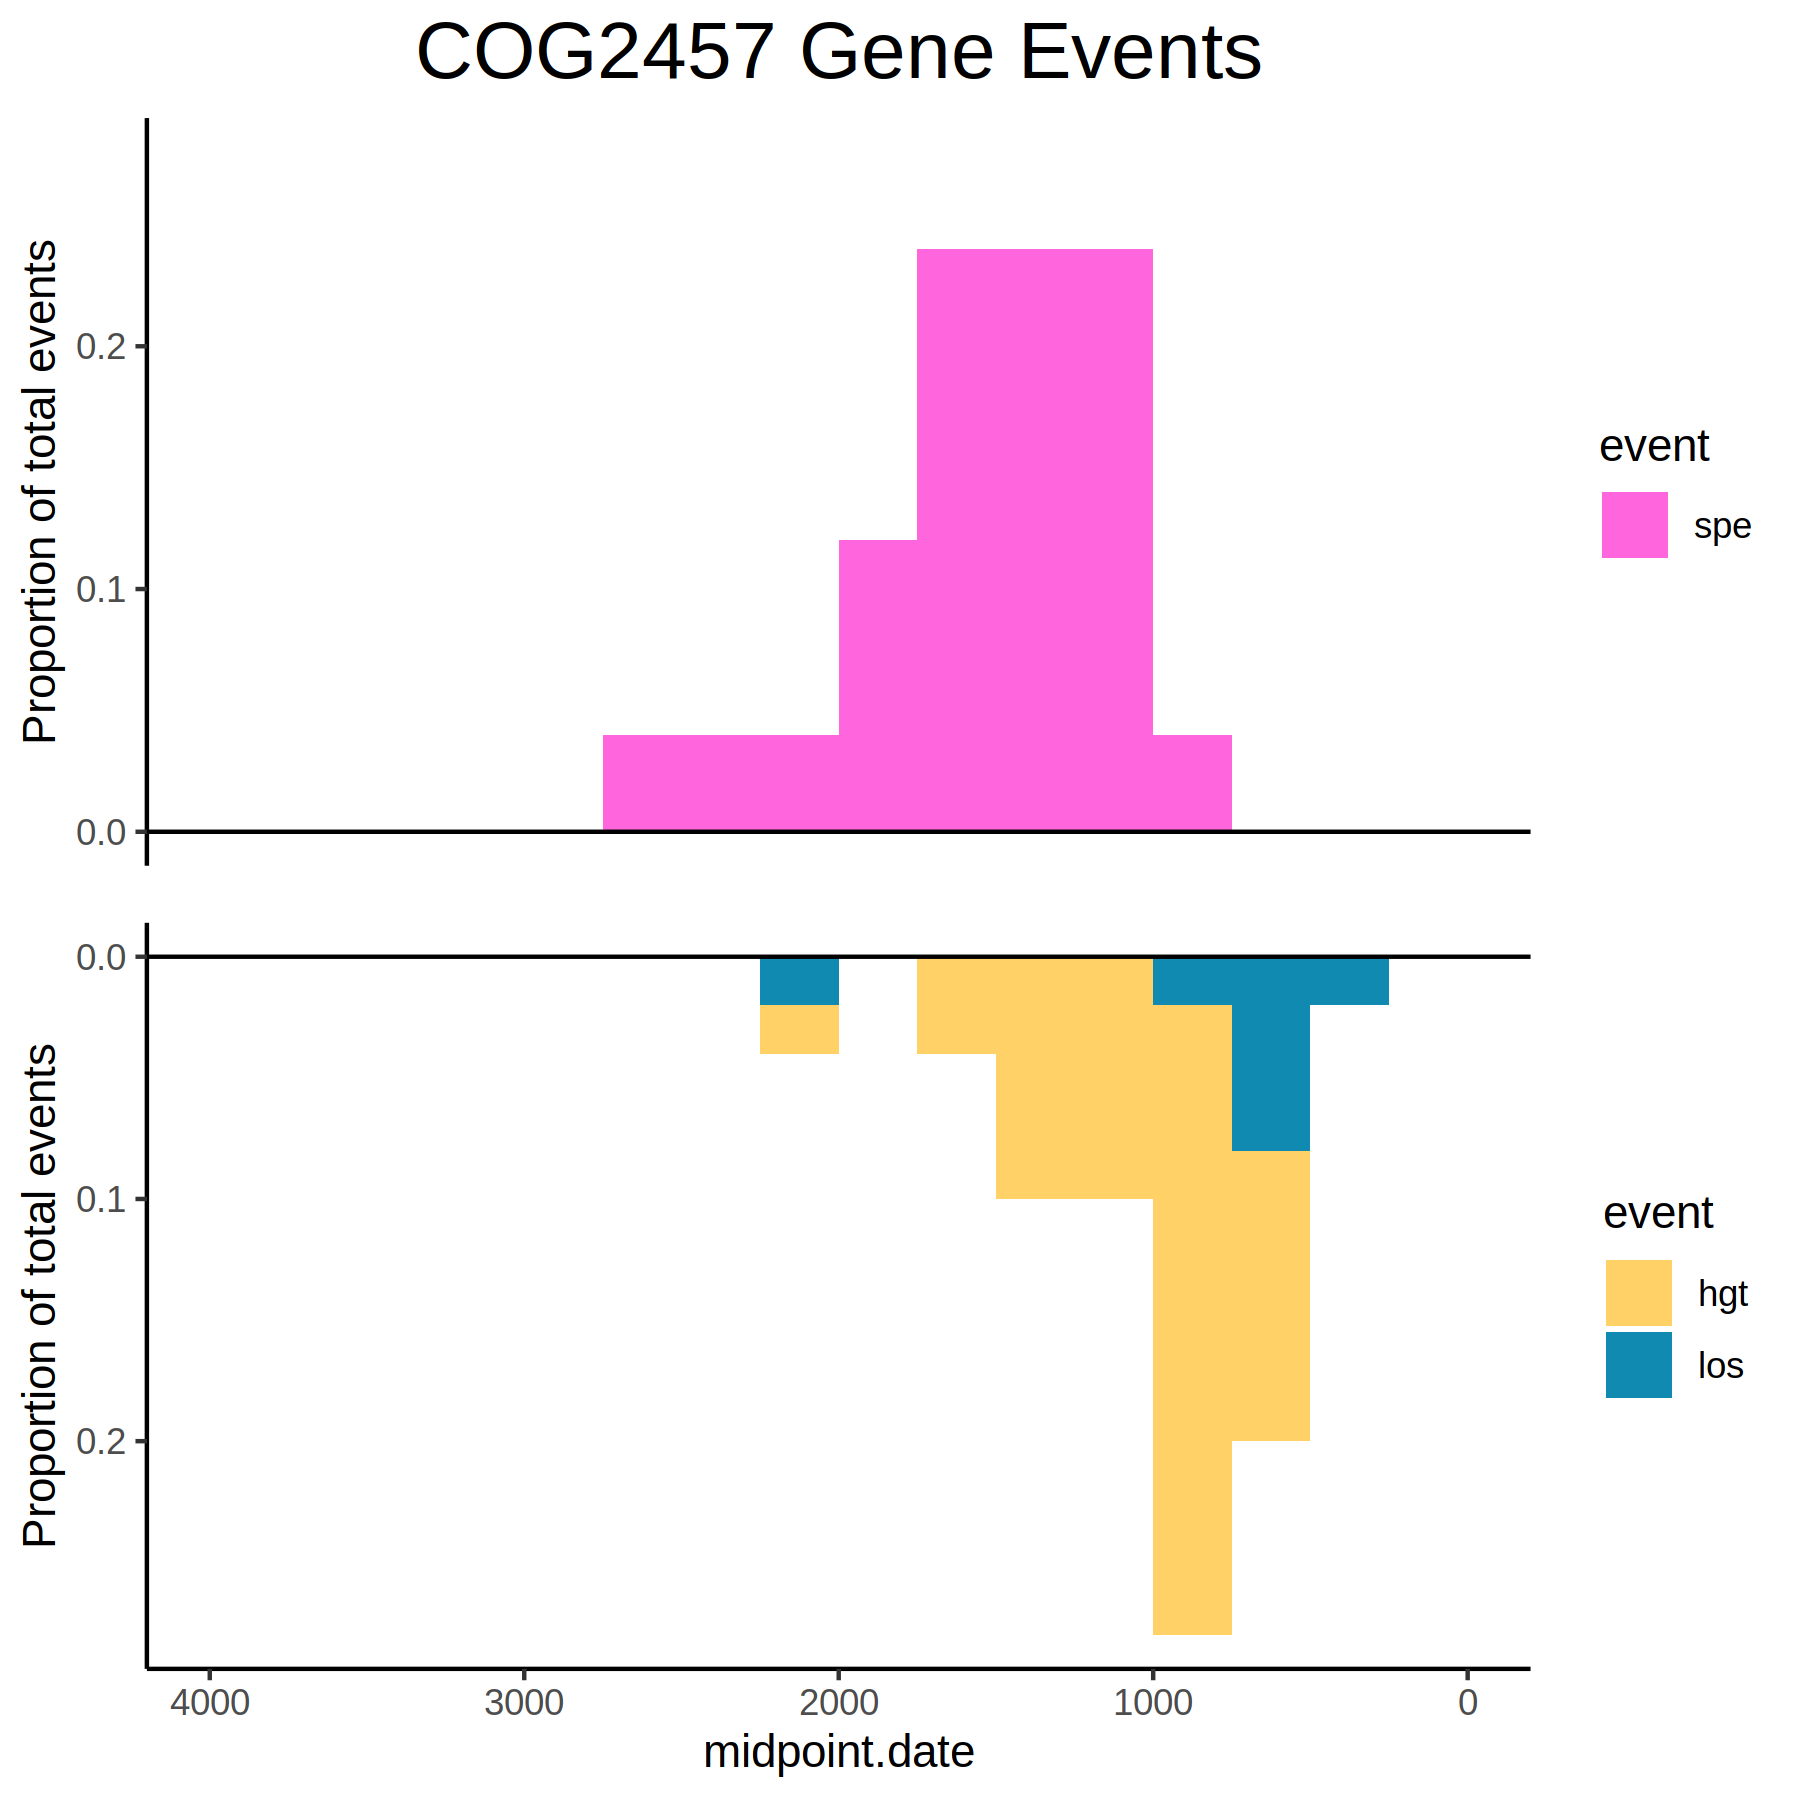 COG2457 Gene Events
Proportion of total events
0.2
0.1
0.0
event
spe
Proportion of total events
0.0
0.1
0.2
event
hgt
los
4000 3000 2000 1000 0
midpoint.date